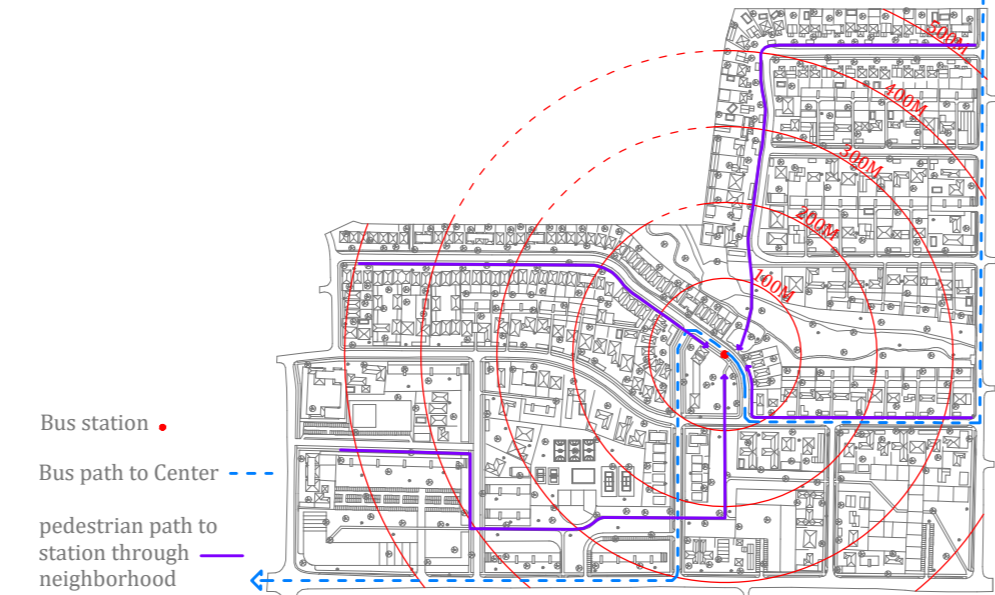 500M
400M
300M
200M
100M
Bus station
Bus path to Center
pedestrian path to
station through
neighborhood